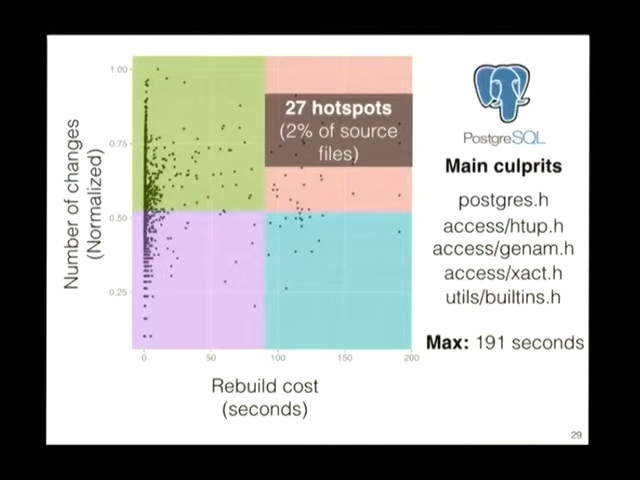 1.00
0.75
0.50
0.25
0
50
100
150
200
Number of changes
(Normalized)
Rebuild cost
(seconds)
27 hotspots
(2% of source
files)
PostgreSQL
Main culprits
postgres.h
access/htup.h
access/genam.h
access/xact.h
utils/builtins.h
Max: 191 seconds
29